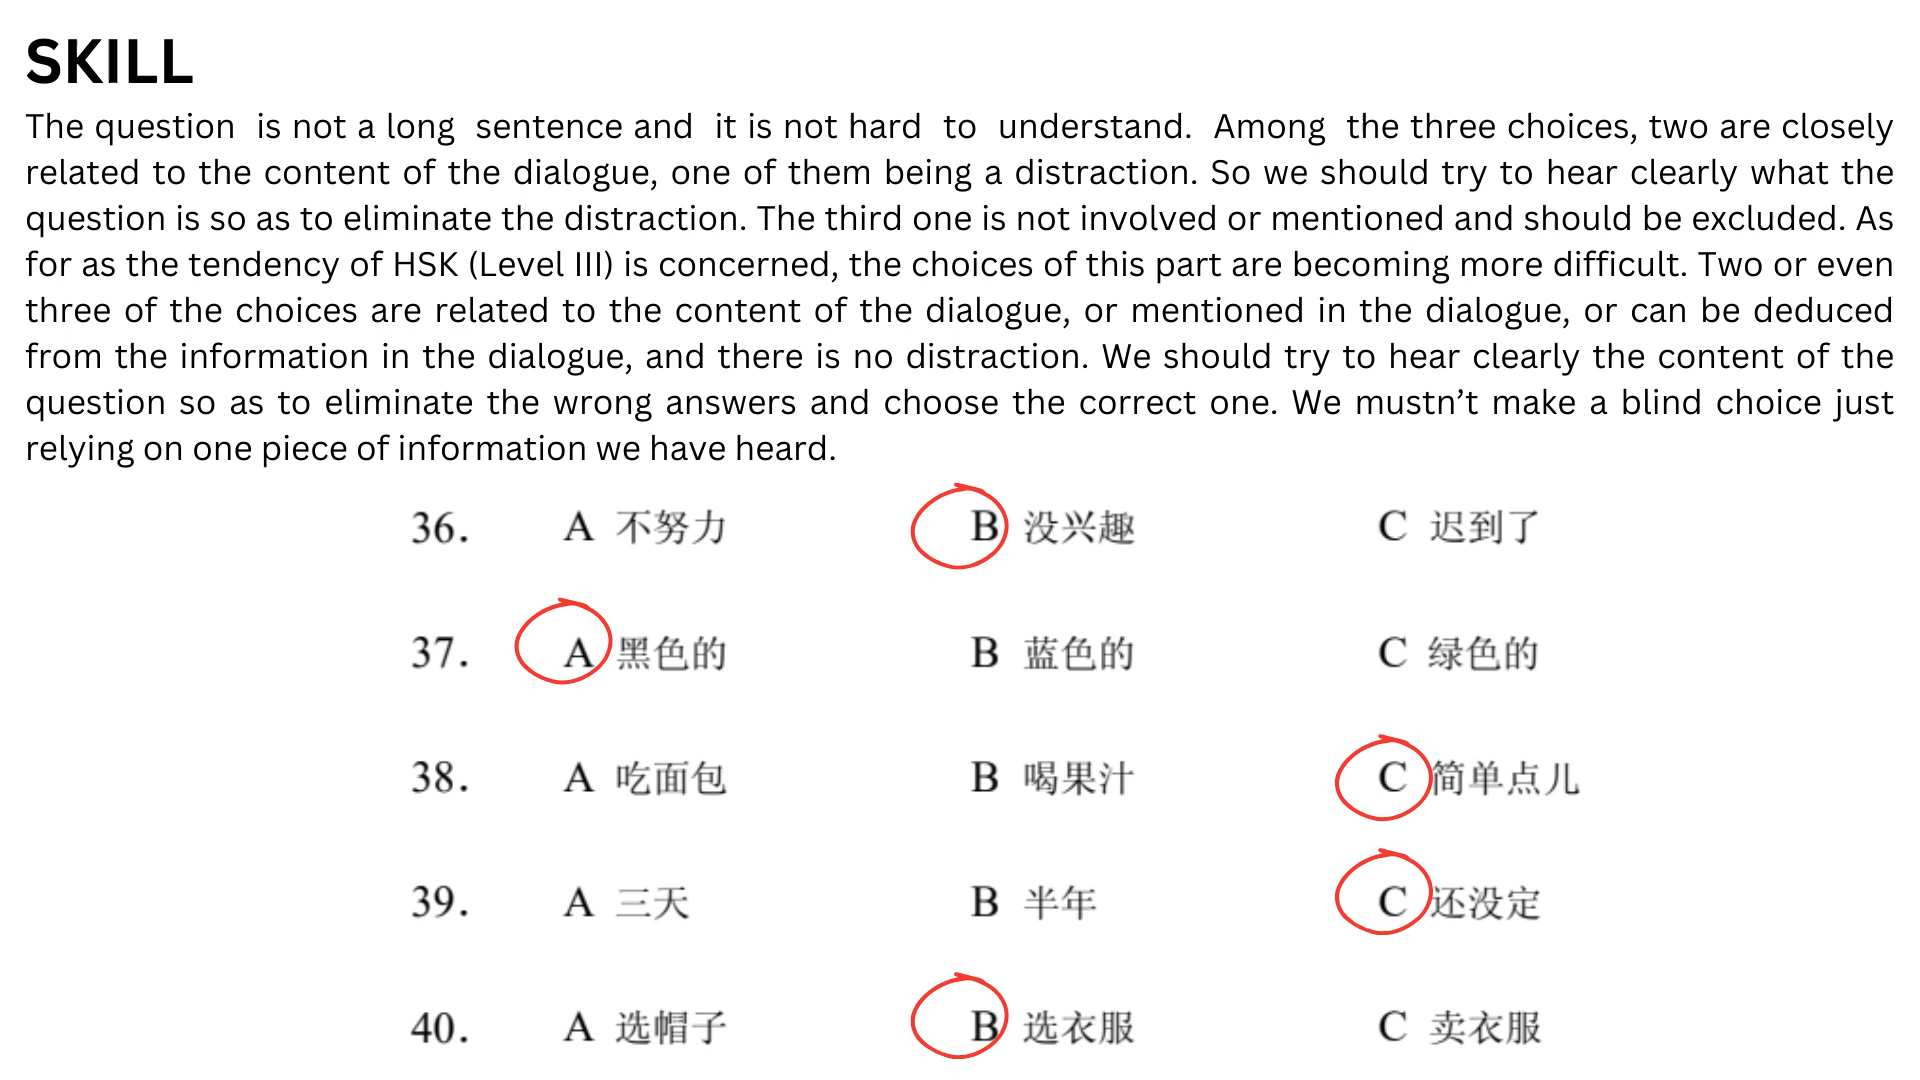 SKILL
The question is not a long sentence and it is not hard to understand. Among the three choices, two are closely
related to the content of the dialogue, one of them being a distraction. So we should try to hear clearly what the
question is so as to eliminate the distraction. The third one is not involved or mentioned and should be excluded. As
for as the tendency of HSK (Level III) is concerned, the choices of this part are becoming more difficult. Two or even
three of the choices are related to the content of the dialogue, or mentioned in the dialogue, or can be deduced
from the information in the dialogue, and there is no distraction. We should try to hear clearly the content of the
question so as to eliminate the wrong answers and choose the correct one. We mustn’t make a blind choice just
relying on one piece of information we have heard.
36. A 不努力 B 没兴趣 C 迟到了
37. A 黑色的 B 蓝色的 C 绿色的
38. A 吃面包 B 喝果汁 C 简单点儿
39. A 三天 B 半年 C 还没定
40. A 选帽子 B 选衣服 C 卖衣服